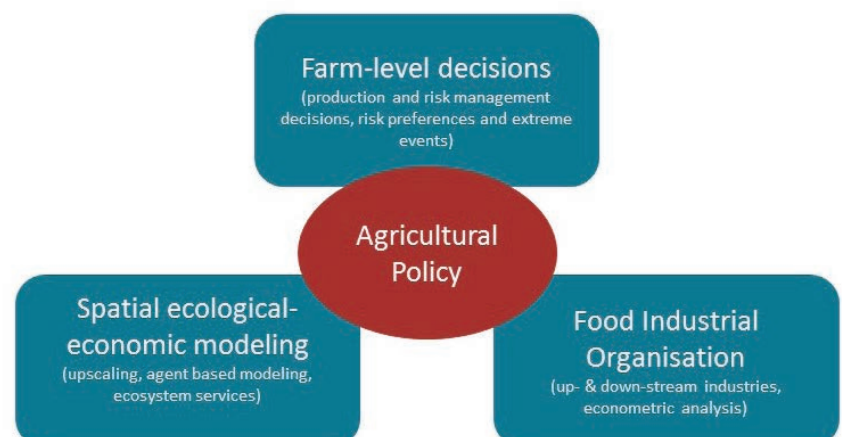 Farm-level decisions
(production and risk management
decisions, risk preferences and extreme
events)
Agricultural
Policy
Spatial ecological-
economic modeling
(upscaling, agent based modeling,
ecosystem services)
Food Industrial
Organisation
(up- & down-stream industries,
econometric analysis)